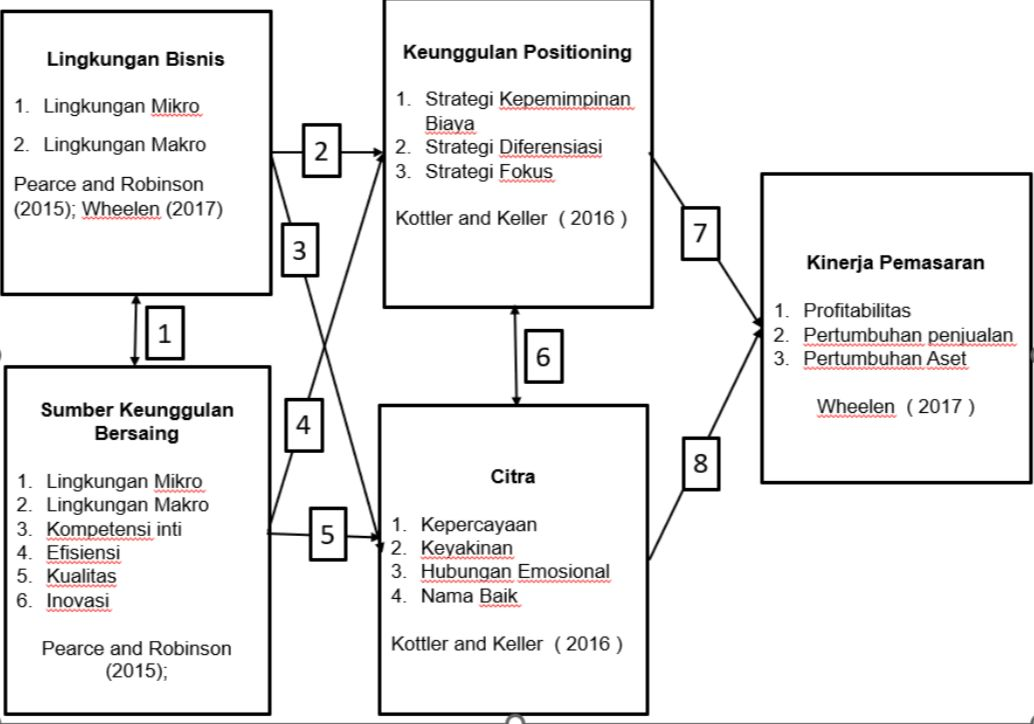 Lingkungan Bisnis
1. Lingkungan Mikro
2. Lingkungan Makro
Pearce and Robinson
(2015); Wheelen (2017)
1
Sumber Keunggulan
Bersaing
1. Lingkungan Mikro
2. Lingkungan Makro
3. Kompetensi inti
4. Efisiensi
5. Kualitas
6. Inovasi
Pearce and Robinson
(2015);
2
3
4
5
Keunggulan Positioning
1. Strategi Kepemimpinan
Biaya
2. Strategi Diferensiasi
3. Strategi Fokus
Kottler and Keller ( 2016 )
6
Citra
1. Kepercayaan
2. Keyakinan
3. Hubungan Emosional
4. Nama Baik
Kottler and Keller ( 2016 )
7
8
Kinerja Pemasaran
1. Profitabilitas
2. Pertumbuhan penjualan
3. Pertumbuhan Aset
Wheelen ( 2017 )